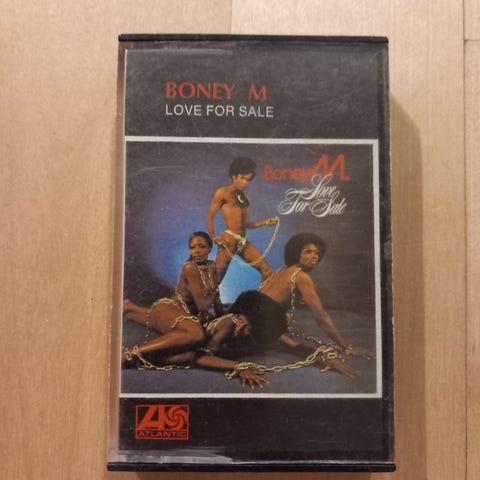 BONEY M
LOVE FOR SALE
Boney M.
Love
For Sale
ATLANTIC